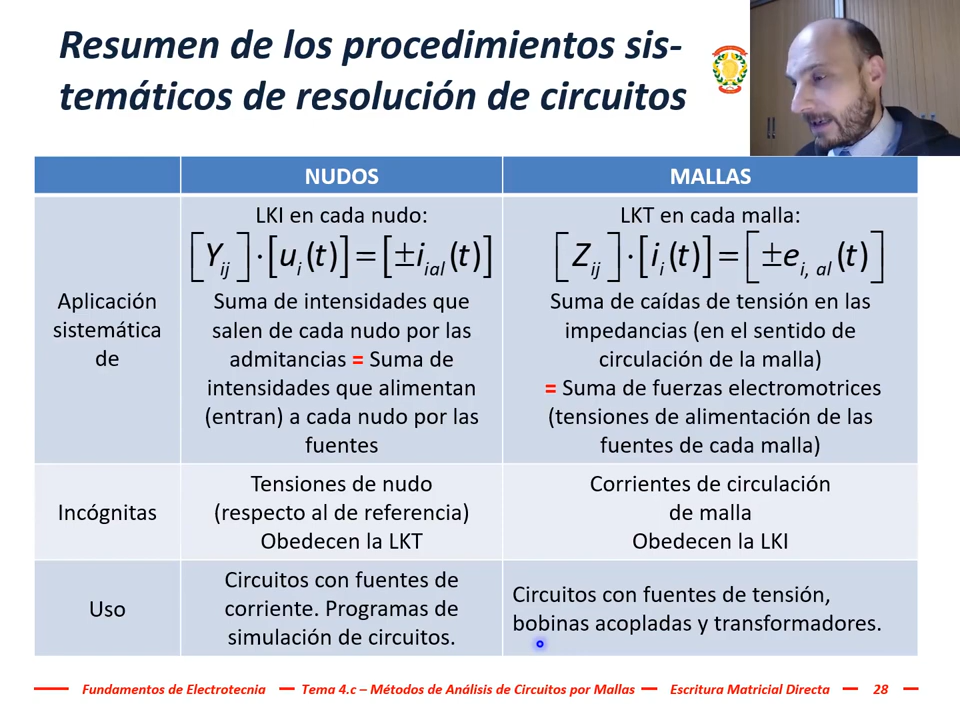 Resumen de los procedimientos sis-
temáticos de resolución de circuitos
NUDOS
MALLAS
Aplicación
sistemática
de
LKI en cada nudo:
[Y_ij]·[u_i(t)]=[±i_ial(t)]
Suma de intensidades que
salen de cada nudo por las
admitancias = Suma de
intensidades que alimentan
(entran) a cada nudo por las
fuentes
LKT en cada malla:
[Z_ij]·[i_i(t)]=[±e_i, al(t)]
Suma de caídas de tensión en las
impedancias (en el sentido de
circulación de la malla)
= Suma de fuerzas electromotrices
(tensiones de alimentación de las
fuentes de cada malla)
Incógnitas
Tensiones de nudo
(respecto al de referencia)
Obedecen la LKT
Corrientes de circulación
de malla
Obedecen la LKI
Uso
Circuitos con fuentes de
corriente. Programas de
simulación de circuitos.
Circuitos con fuentes de tensión,
bobinas acopladas y transformadores.
Fundamentos de Electrotecnia — Tema 4.c – Métodos de Análisis de Circuitos por Mallas — Escritura Matricial Directa — 28